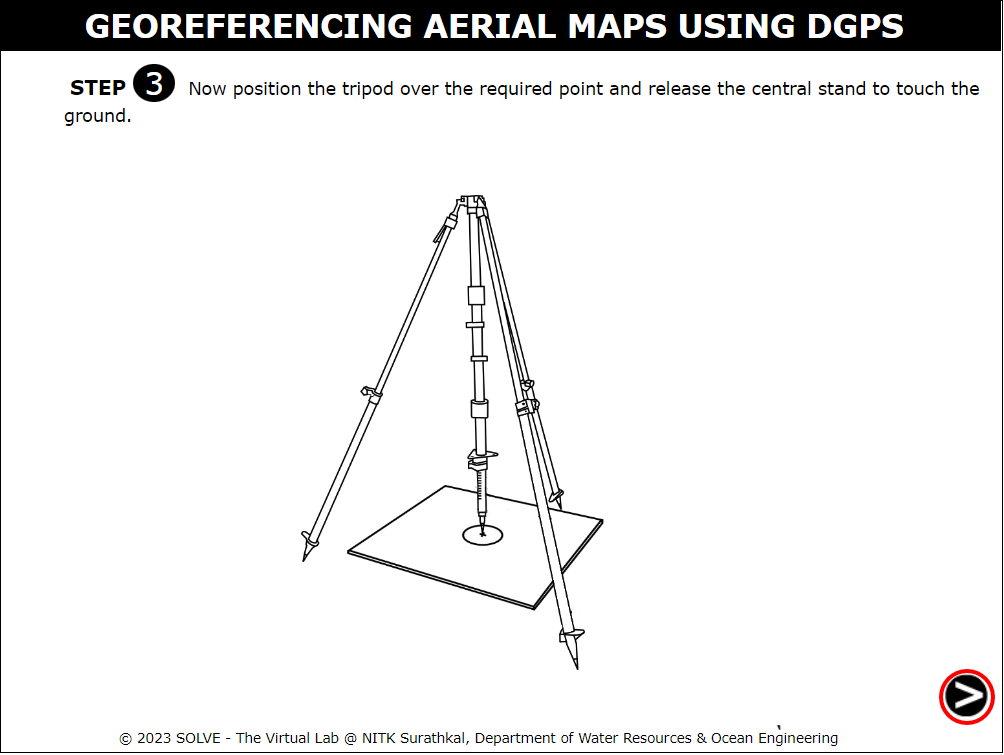 GEOREFERENCING AERIAL MAPS USING DGPS
STEP 3 Now position the tripod over the required point and release the central stand to touch the
ground.
© 2023 SOLVE - The Virtual Lab @ NITK Surathkal, Department of Water Resources & Ocean Engineering